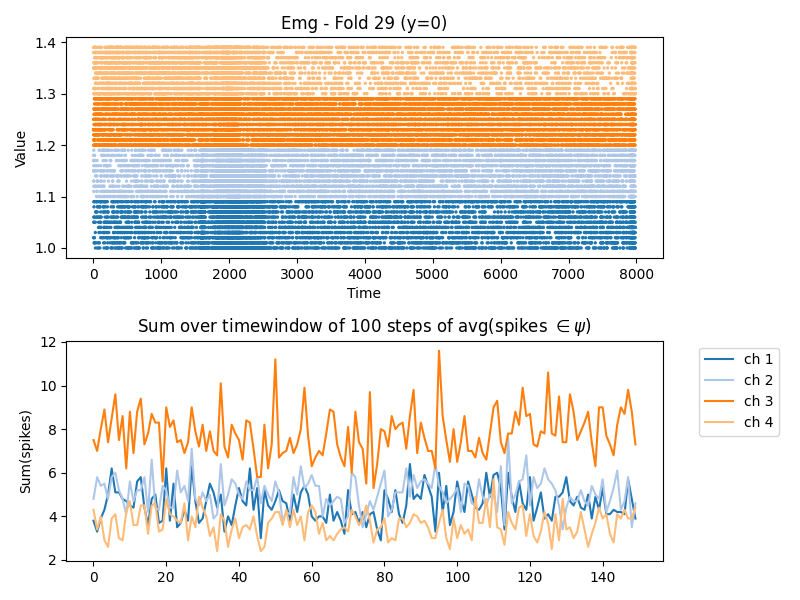 Emg - Fold 29 (y=0)
Value
1.4
1.3
1.2
1.1
1.0
0 1000 2000 3000 4000 5000 6000 7000 8000
Time
Sum over timewindow of 100 steps of avg(spikes ∈ ψ)
Sum(spikes)
12
10
8
6
4
2
0 20 40 60 80 100 120 140
ch 1
ch 2
ch 3
ch 4